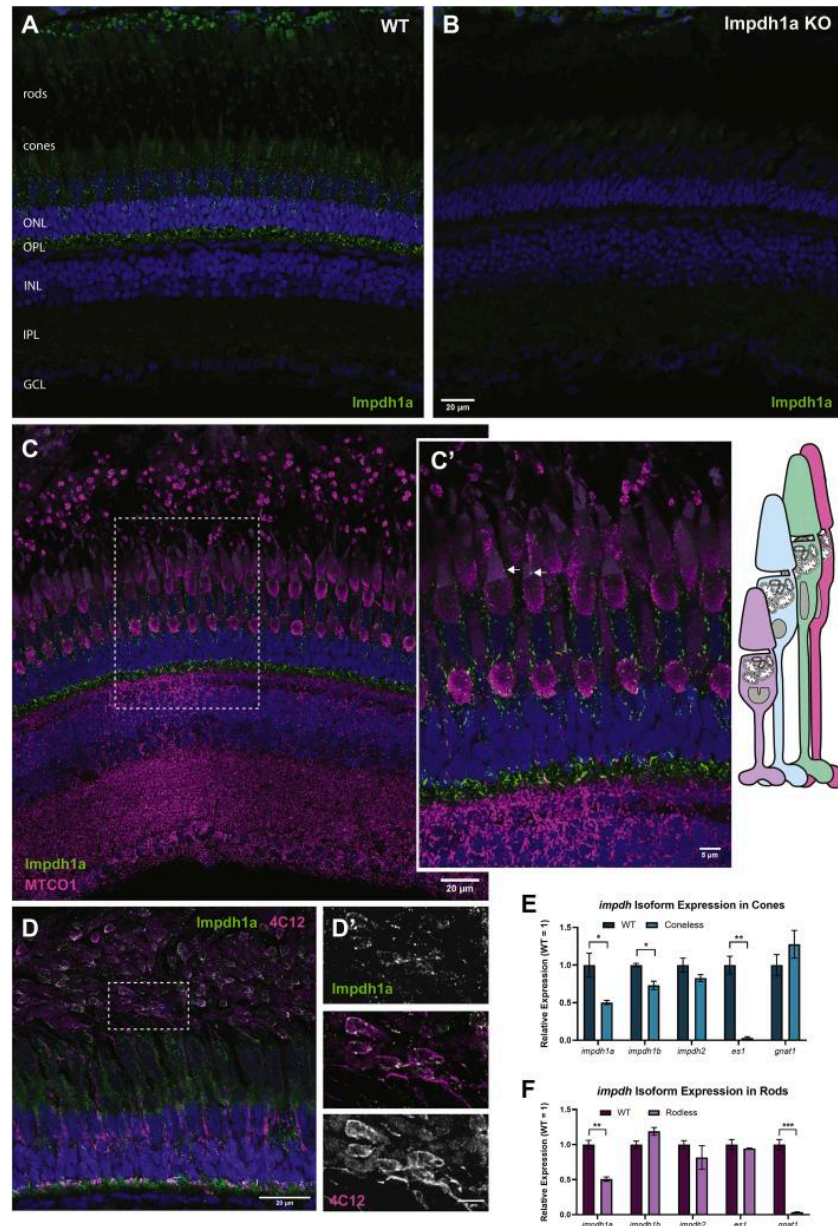 A
WT
rods
cones
ONL
OPL
INL
IPL
GCL
Impdh1a
B
Impdh1a KO
20 µm
Impdh1a
C
Impdh1a
MTCO1
20 µm
C'
5 µm
D
Impdh1a 4C12
20 µm
D'
Impdh1a
4C12
E
impdh Isoform Expression in Cones
WT Coneless
Relative Expression (WT = 1)
1.5
1.0
0.5
0.0
* * **
impdh1a impdh1b impdh2 es1 gnat1
F
impdh Isoform Expression in Rods
WT Rodless
Relative Expression (WT = 1)
1.5
1.0
0.5
0.0
** ***
impdh1a impdh1b impdh2 es1 gnat1